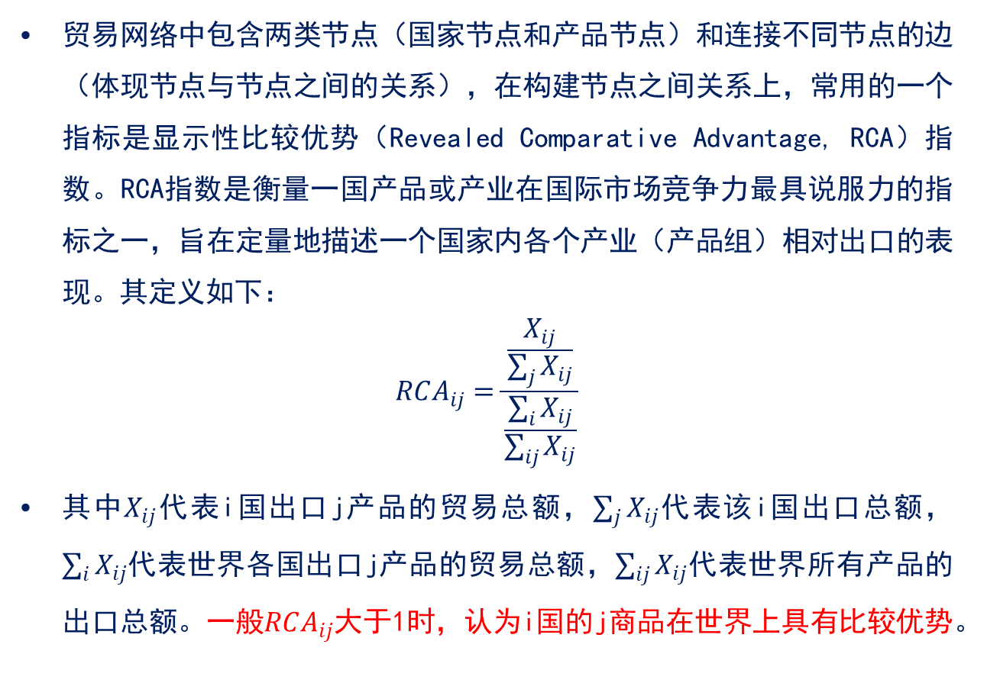 • 贸易网络中包含两类节点（国家节点和产品节点）和连接不同节点的边
（体现节点与节点之间的关系），在构建节点之间关系上，常用的一个
指标是显示性比较优势（Revealed Comparative Advantage, RCA）指
数。RCA指数是衡量一国产品或产业在国际市场竞争力最具说服力的指
标之一，旨在定量地描述一个国家内各个产业（产品组）相对出口的表
现。其定义如下：
$RCA_{ij} = \frac{\frac{X_{ij}}{\sum_j X_{ij}}}{\frac{\sum_i X_{ij}}{\sum_{ij} X_{ij}}}$
• 其中$X_{ij}$代表i国出口j产品的贸易总额，$\sum_j X_{ij}$代表该i国出口总额，
$\sum_i X_{ij}$代表世界各国出口j产品的贸易总额，$\sum_{ij} X_{ij}$代表世界所有产品的
出口总额。一般$RCA_{ij}$大于1时，认为i国的j商品在世界上具有比较优势。